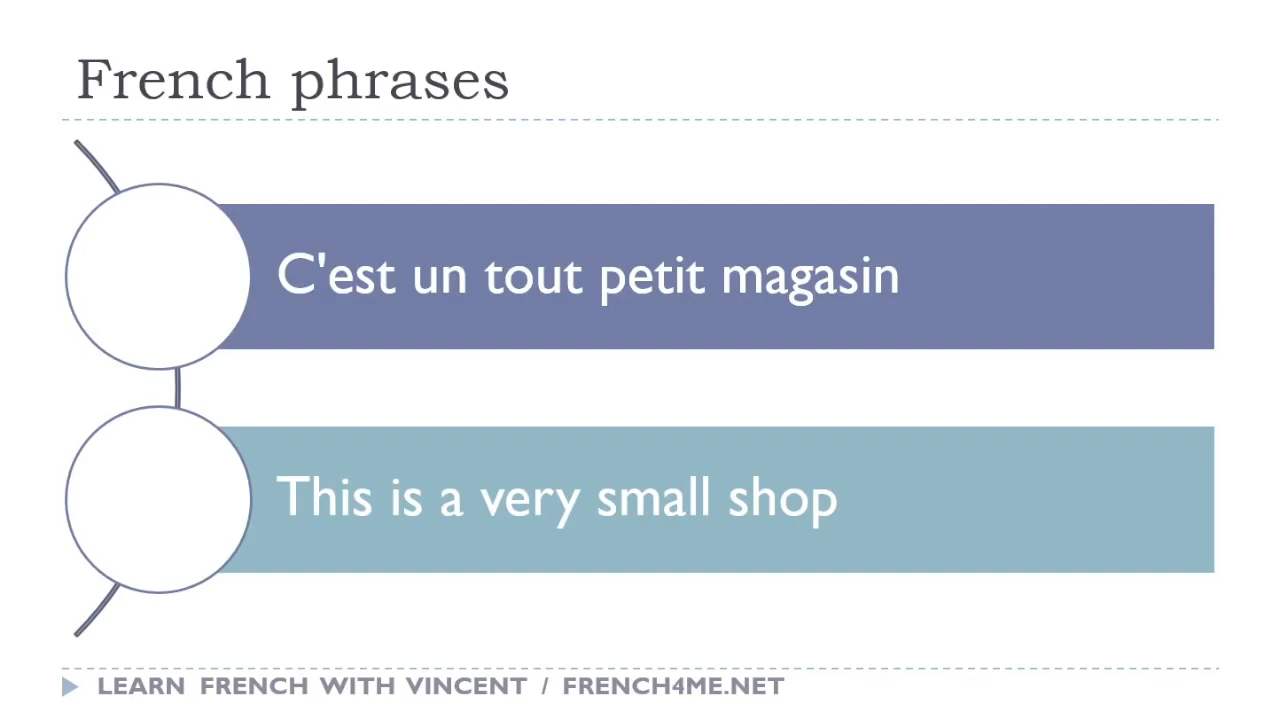 French phrases
C'est un tout petit magasin
This is a very small shop
LEARN FRENCH WITH VINCENT / FRENCH4ME.NET